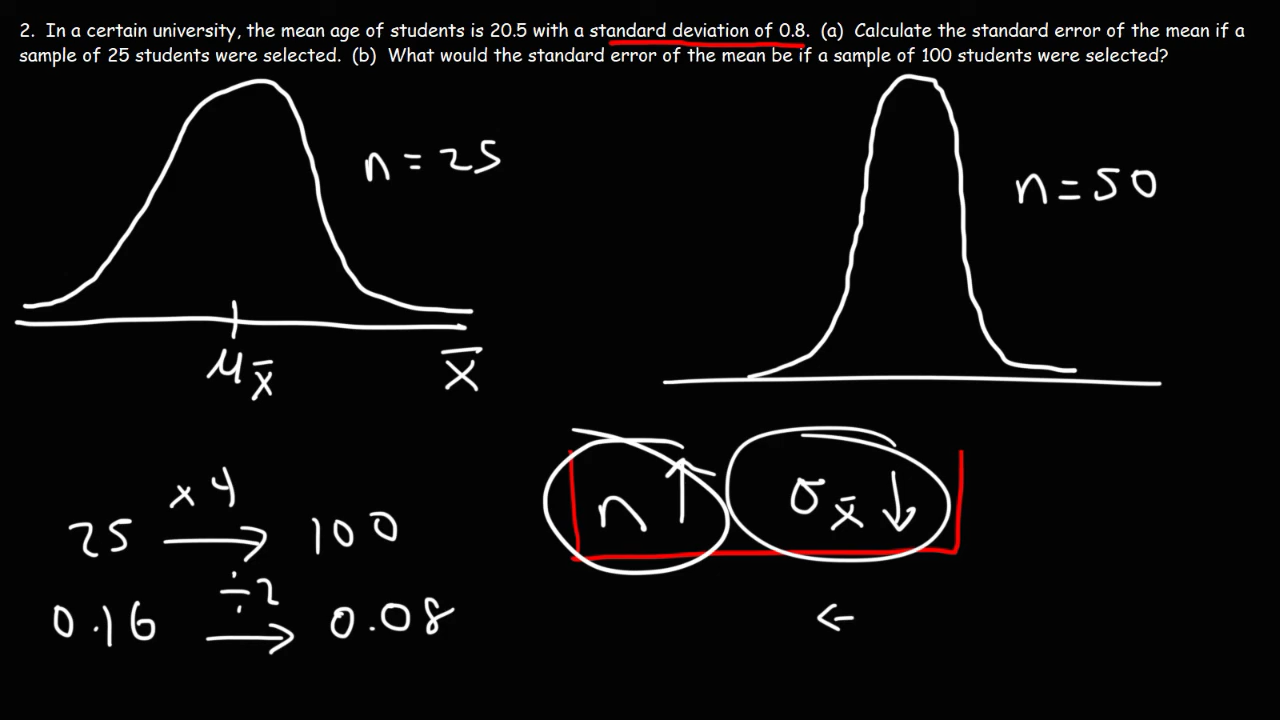 2. In a certain university, the mean age of students is 20.5 with a standard deviation of 0.8. (a) Calculate the standard error of the mean if a
sample of 25 students were selected. (b) What would the standard error of the mean be if a sample of 100 students were selected?
n = 25
n = 50
μx̄
x̄
n↑ σx̄↓
×4
25 → 100
÷2
0.16 → 0.08
←